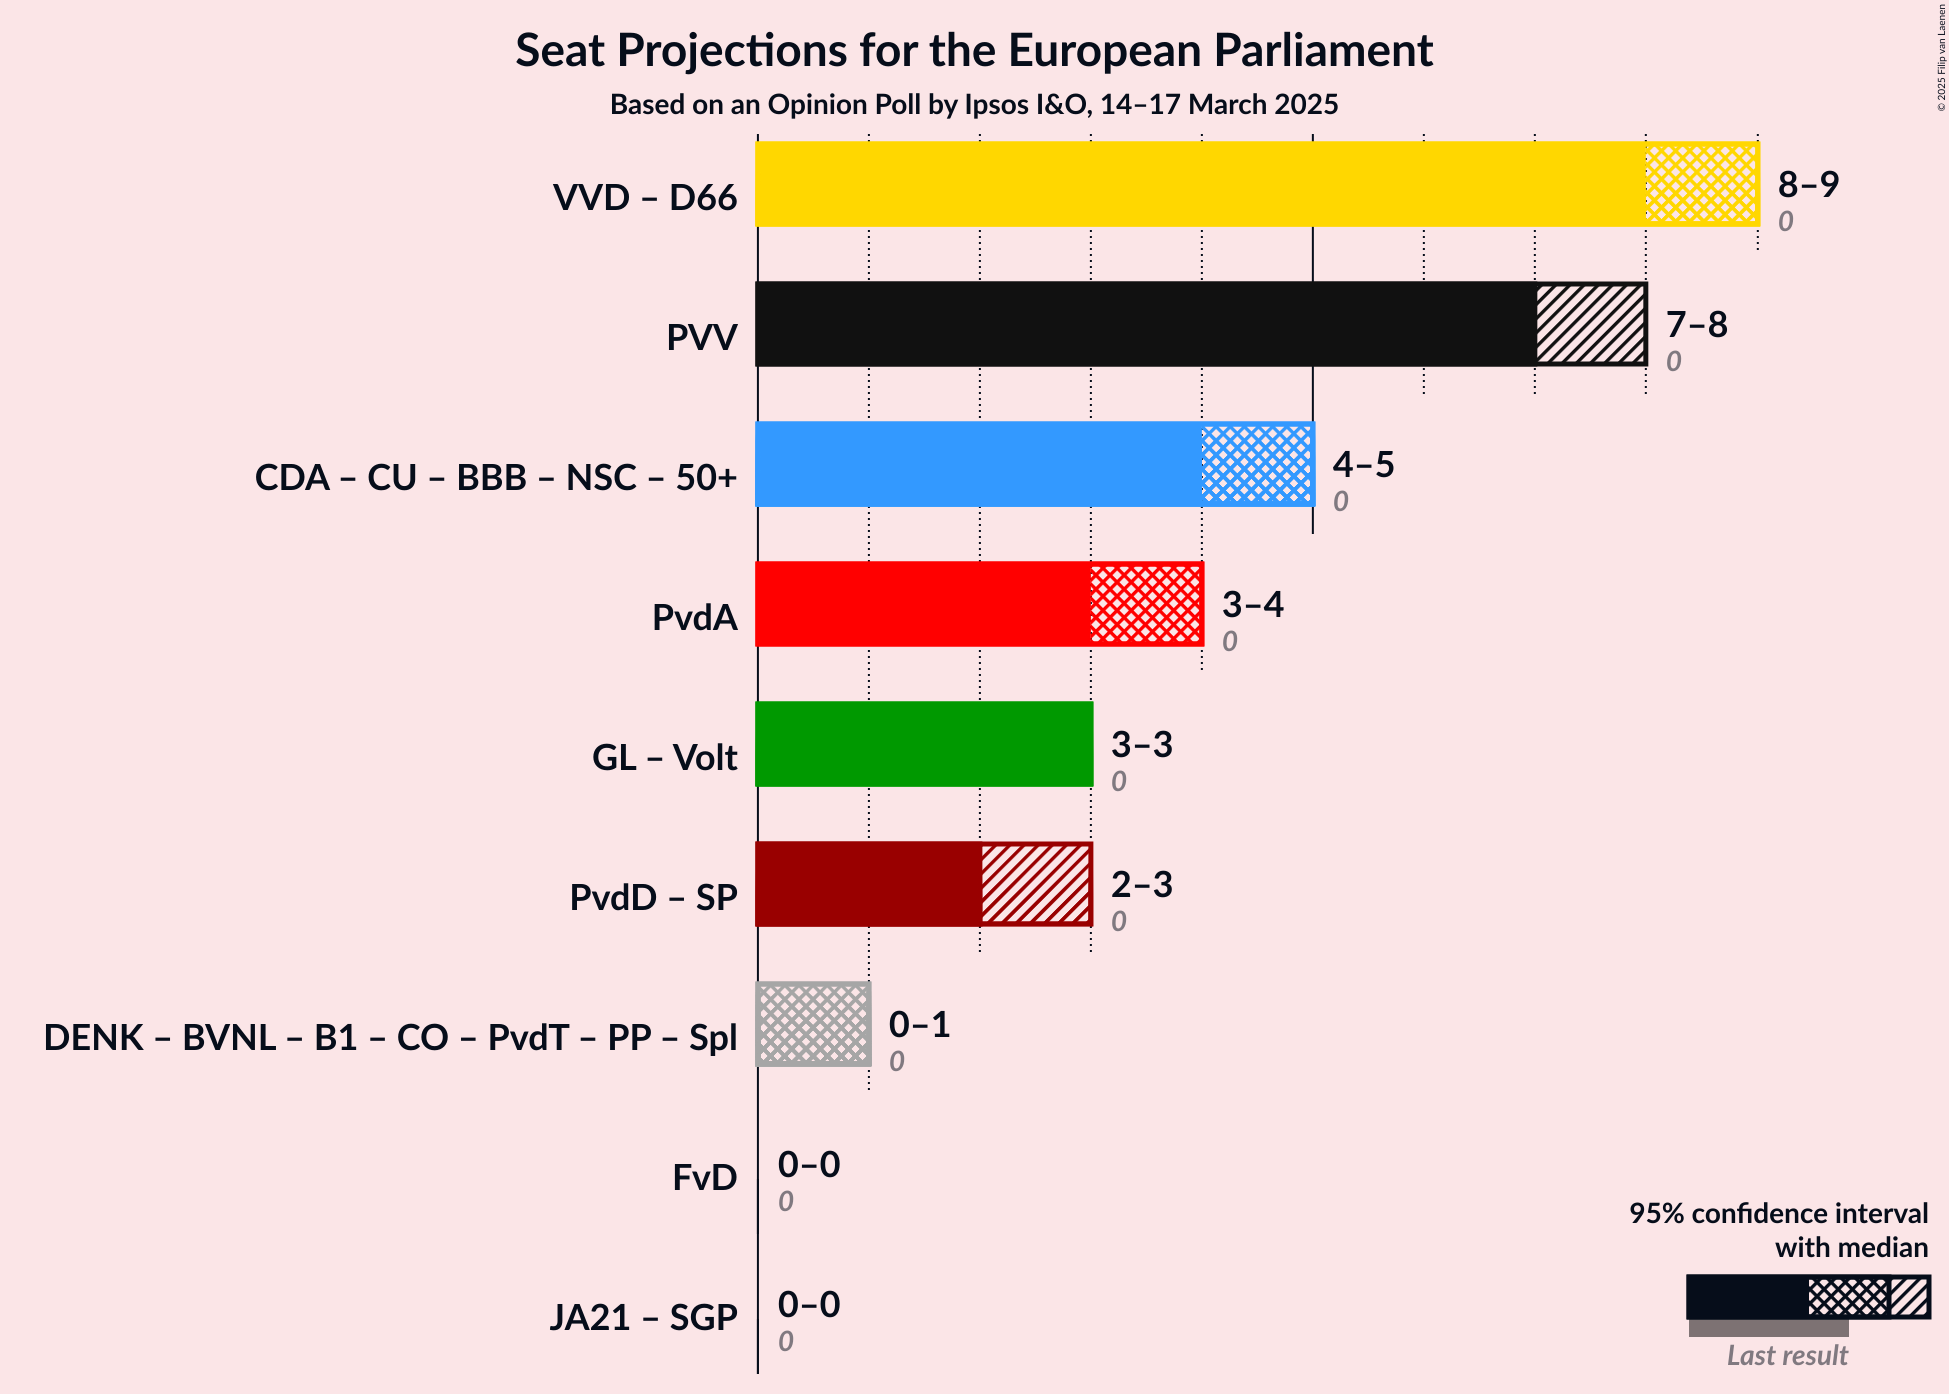 Seat Projections for the European Parliament
Based on an Opinion Poll by Ipsos I&O, 14–17 March 2025
© 2025 Filip van Laenen
VVD – D66
8–9
0
PVV
7–8
0
CDA – CU – BBB – NSC – 50+
4–5
0
PvdA
3–4
0
GL – Volt
3–3
0
PvdD – SP
2–3
0
DENK – BVNL – B1 – CO – PvdT – PP – Spl
0–1
0
FvD
0–0
0
JA21 – SGP
0–0
0
95% confidence interval
with median
Last result